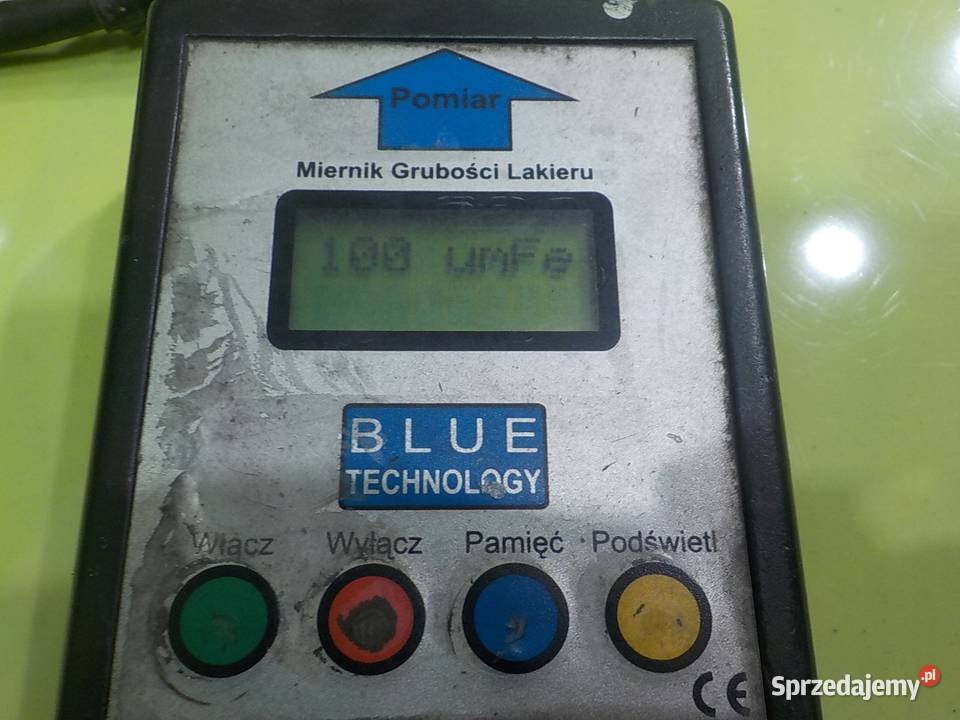 Pomiar
Miernik Grubości Lakieru
100 umFe
BLUE
TECHNOLOGY
Włącz Wyłącz Pamięć Podświetl
CE
Sprzedajemy.pl